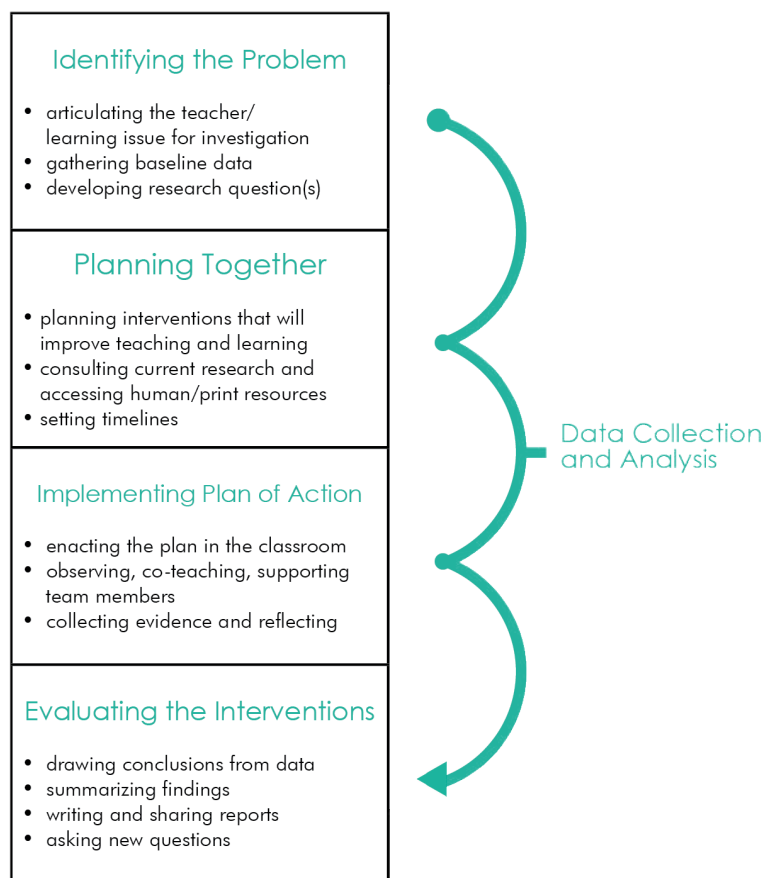 Identifying the Problem
• articulating the teacher/
learning issue for investigation
• gathering baseline data
• developing research question(s)
Planning Together
• planning interventions that will
improve teaching and learning
• consulting current research and
accessing human/print resources
• setting timelines
Implementing Plan of Action
• enacting the plan in the classroom
• observing, co-teaching, supporting
team members
• collecting evidence and reflecting
Evaluating the Interventions
• drawing conclusions from data
• summarizing findings
• writing and sharing reports
• asking new questions
Data Collection
and Analysis